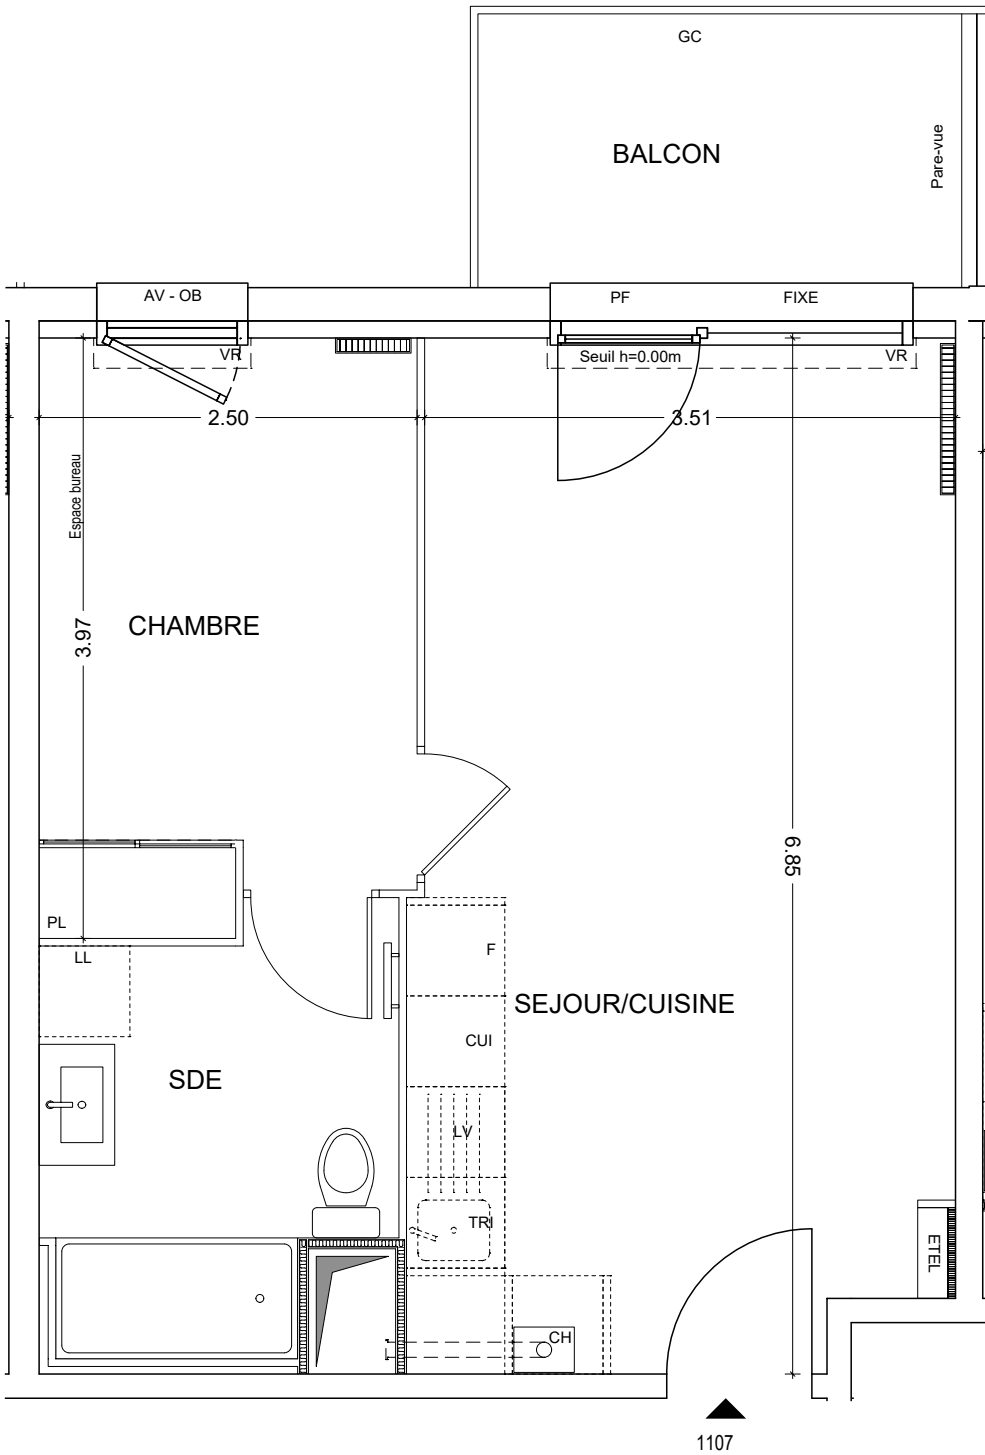 GC
BALCON
Pare-vue
AV - OB
PF
FIXE
VR
Seuil h=0.00m
VR
2.50
3.51
Espace bureau
CHAMBRE
3.97
6.85
PL
LL
F
SEJOUR/CUISINE
CUI
SDE
LV
TRI
ETEL
CH
1107